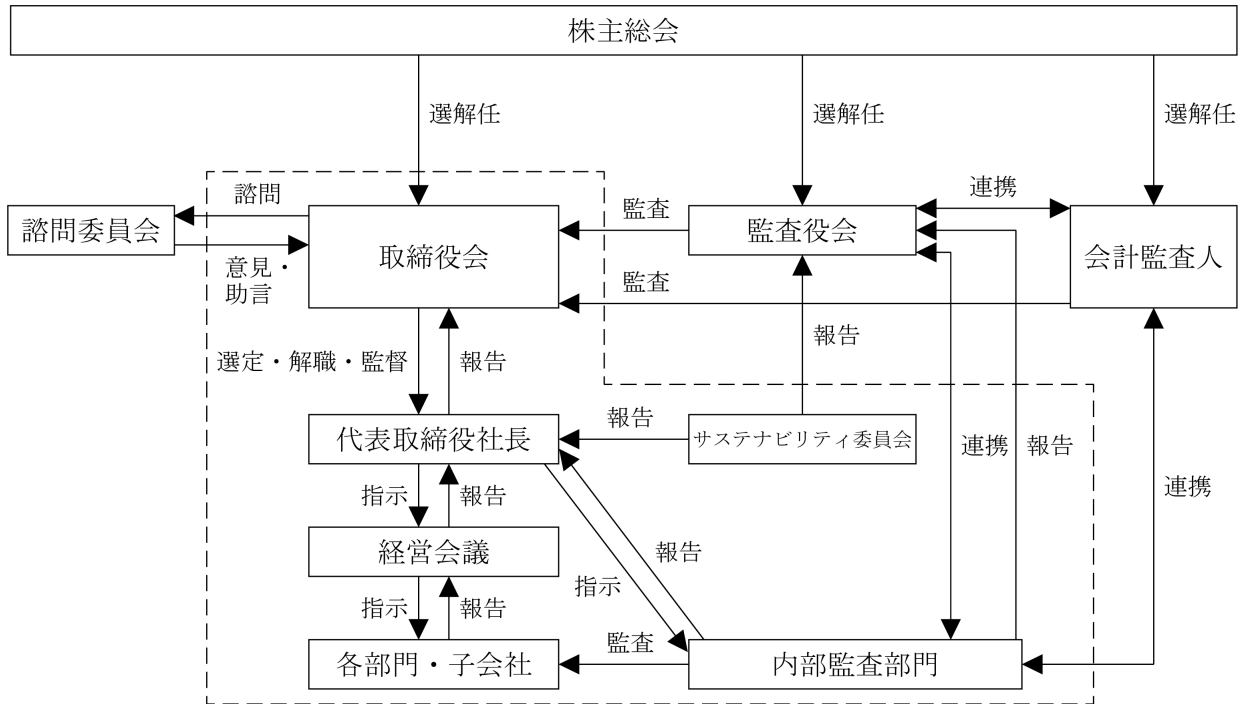 株主総会
選解任
選解任
選解任
諮問
監査
連携
諮問委員会
取締役会
監査役会
会計監査人
意見・
助言
監査
選定・解職・監督
報告
報告
代表取締役社長
報告
サステナビリティ委員会
連携
報告
連携
指示
報告
経営会議
報告
指示
指示
報告
監査
各部門・子会社
内部監査部門